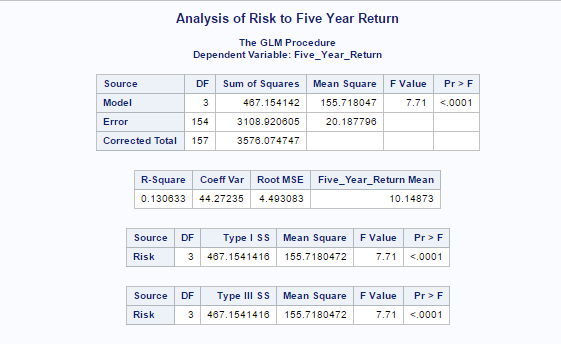 Analysis of Risk to Five Year Return
The GLM Procedure
Dependent Variable: Five_Year_Return
Source DF Sum of Squares Mean Square F Value Pr > F
Model 3 467.154142 155.718047 7.71 <.0001
Error 154 3108.920605 20.187796
Corrected Total 157 3576.074747
R-Square Coeff Var Root MSE Five_Year_Return Mean
0.130633 44.27235 4.493083 10.14873
Source DF Type I SS Mean Square F Value Pr > F
Risk 3 467.1541416 155.7180472 7.71 <.0001
Source DF Type III SS Mean Square F Value Pr > F
Risk 3 467.1541416 155.7180472 7.71 <.0001